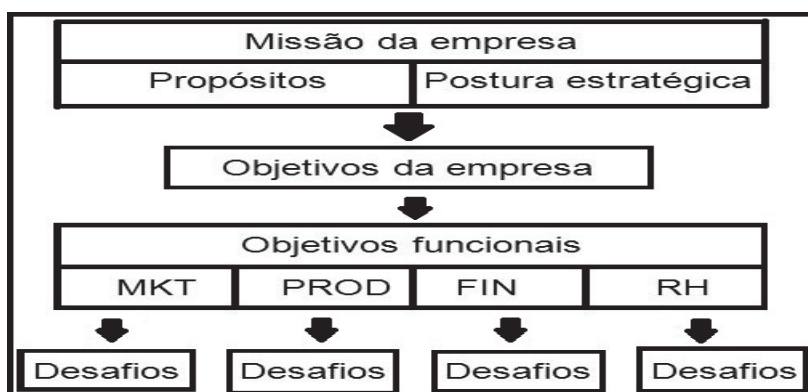 Missão da empresa
Propósitos Postura estratégica
Objetivos da empresa
Objetivos funcionais
MKT PROD FIN RH
Desafios Desafios Desafios Desafios